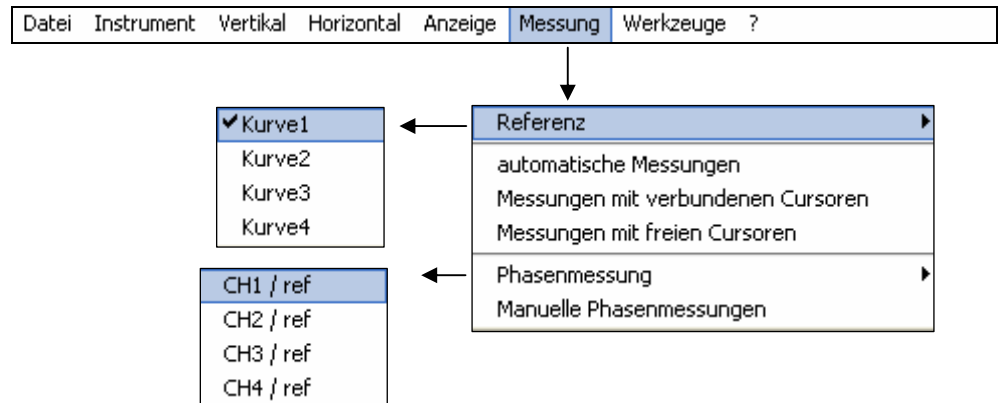 Datei Instrument Vertikal Horizontal Anzeige Messung Werkzeuge ?
Referenz
automatische Messungen
Messungen mit verbundenen Cursoren
Messungen mit freien Cursoren
Phasenmessung
Manuelle Phasenmessungen
✔Kurve1
Kurve2
Kurve3
Kurve4
CH1 / ref
CH2 / ref
CH3 / ref
CH4 / ref